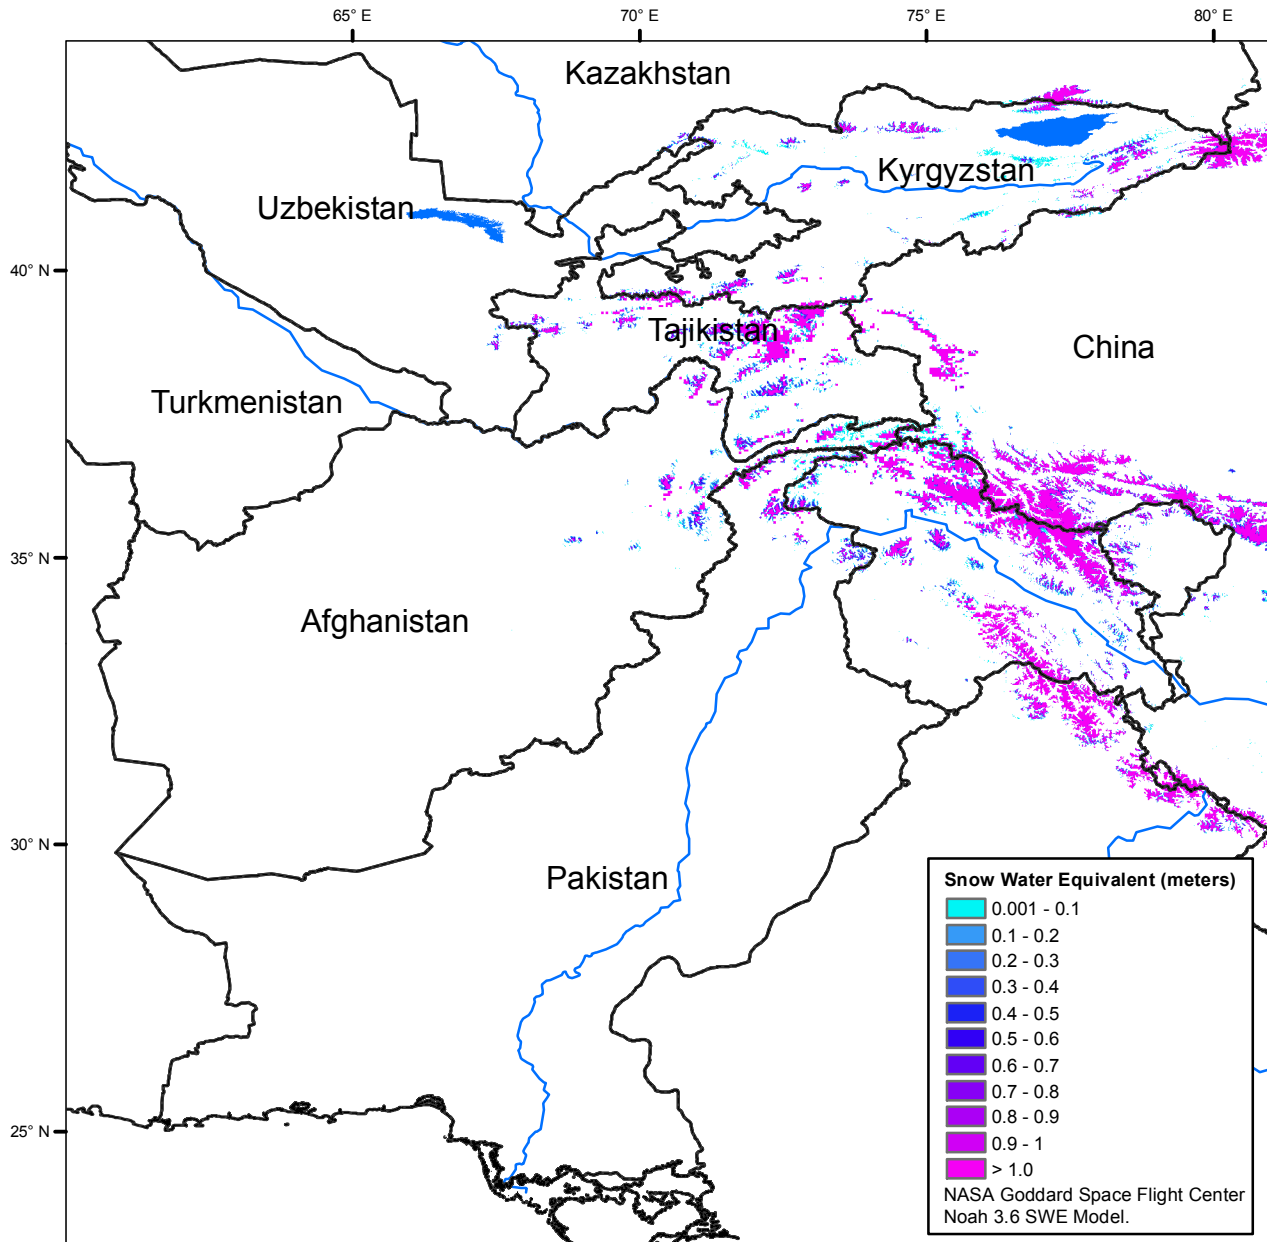 65° E
70° E
75° E
80° E
Kazakhstan
Kyrgyzstan
Uzbekistan
40° N
Tajikistan
China
Turkmenistan
35° N
Afghanistan
30° N
Pakistan
25° N
Snow Water Equivalent (meters)
0.001 - 0.1
0.1 - 0.2
0.2 - 0.3
0.3 - 0.4
0.4 - 0.5
0.5 - 0.6
0.6 - 0.7
0.7 - 0.8
0.8 - 0.9
0.9 - 1
> 1.0
NASA Goddard Space Flight Center
Noah 3.6 SWE Model.